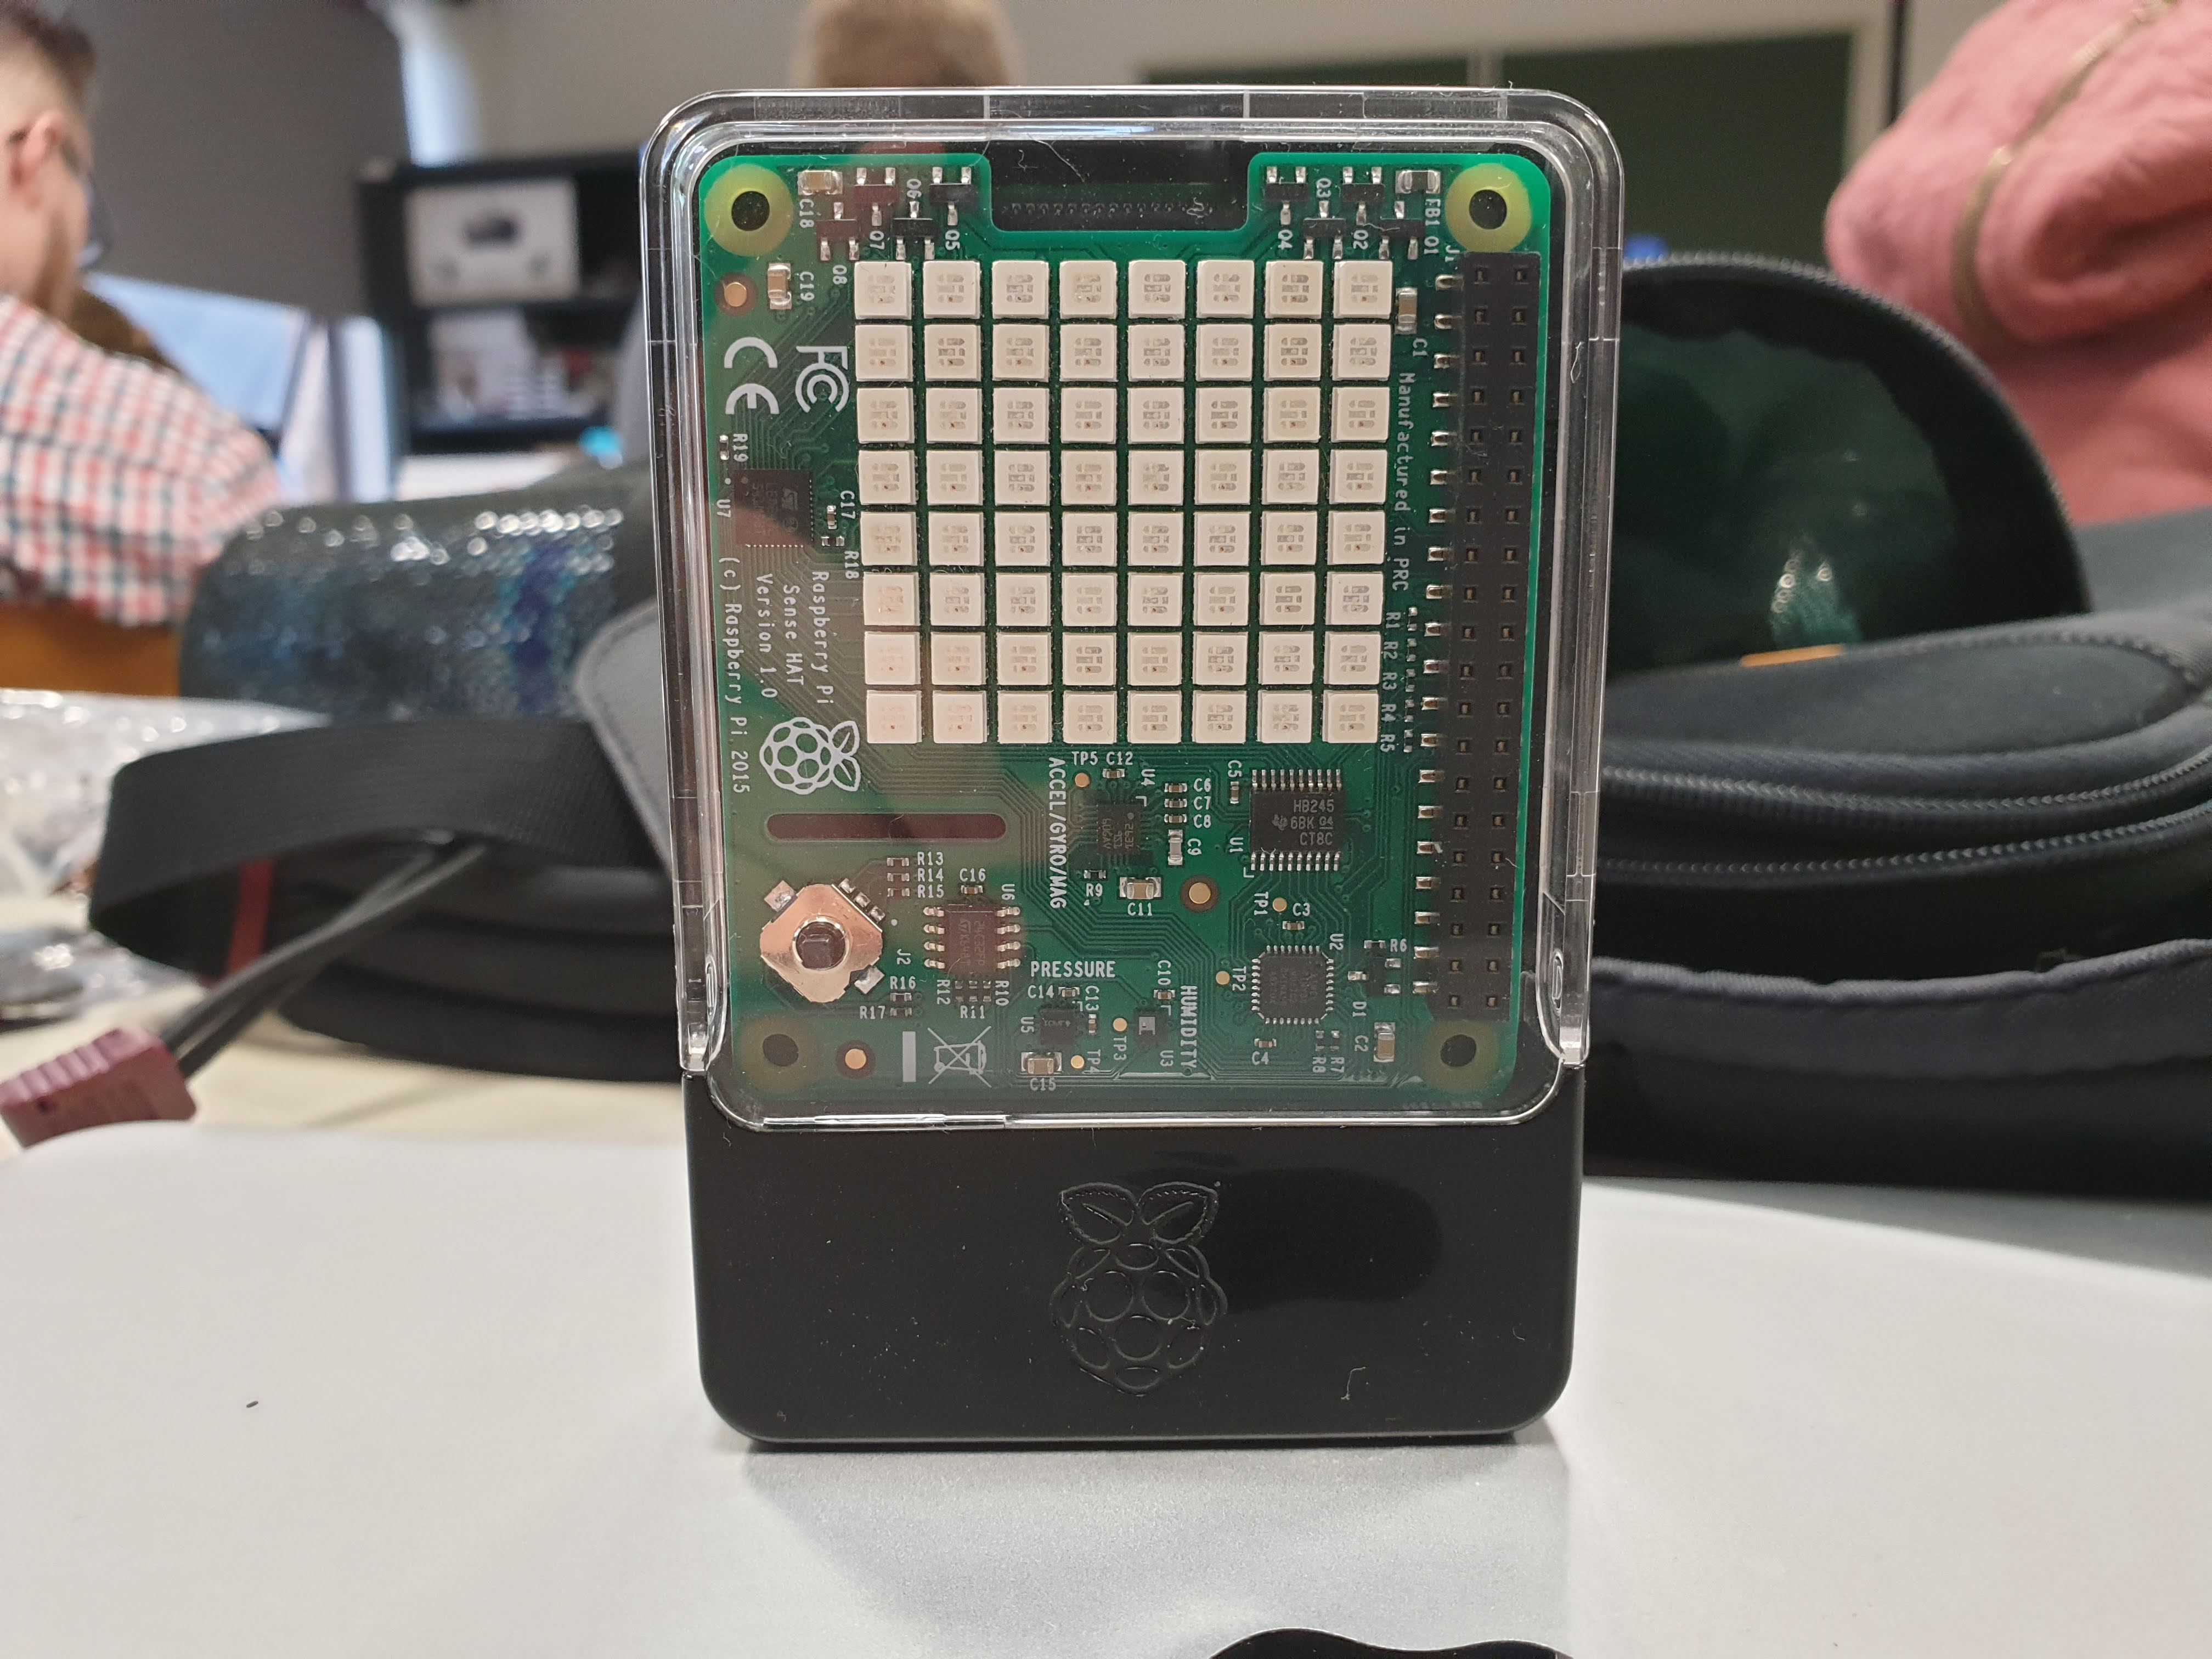 C18
Q7
Q6
Q5
Q4
Q3
Q2
FB1
Q1
J1
Q8
C19
CE
FC
C1
Manufactured in PRC
R19
U7
C17
R18
Raspberry Pi
Sense HAT
Version 1.0
(c) Raspberry Pi 2015
R1 R2 R3 R4 R5
TP5 C12
U4
ACCEL/GYRO/MAG
C6
C7
C8
C9
C5
HB245
6BK 04
CT8C
U1
R13
R14
R15
C16
U6
R9
C11
TP1
C3
U2
R6
J2
R12
R10
R11
R16
R17
PRESSURE
C14
C13
C10
HUMIDITY
TP2
D1
U5
TP3
U3
TP4
C15
C4
R8
R7
C2